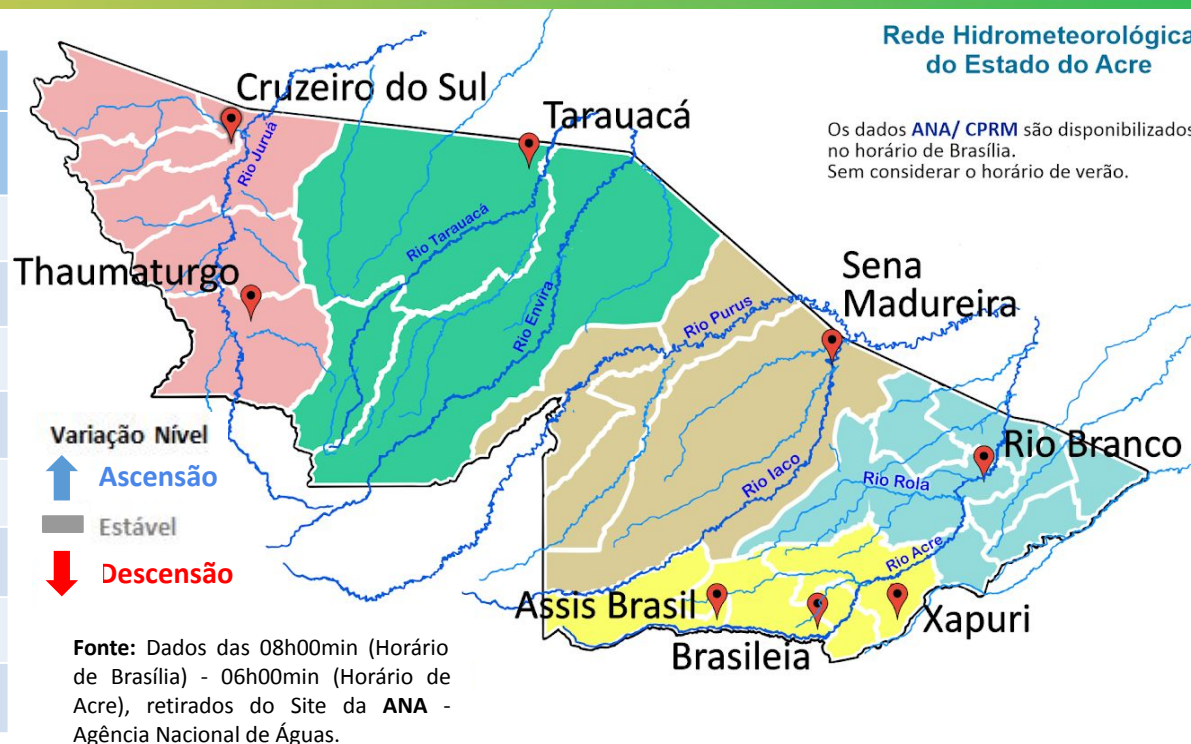 Rede Hidrometeorológica
do Estado do Acre
Os dados ANA/ CPRM são disponibilizados
no horário de Brasília.
Sem considerar o horário de verão.
Cruzeiro do Sul
Tarauacá
Rio Juruá
Rio Tarauacá
Thaumaturgo
Rio Envira
Sena
Madureira
Rio Purus
Variação Nível
Ascensão
Estável
Descensão
Rio Branco
Rio Iaco
Rio Rola
Rio Acre
Assis Brasil
Xapuri
Brasileia
Fonte: Dados das 08h00min (Horário
de Brasília) - 06h00min (Horário de
Acre), retirados do Site da ANA -
Agência Nacional de Águas.